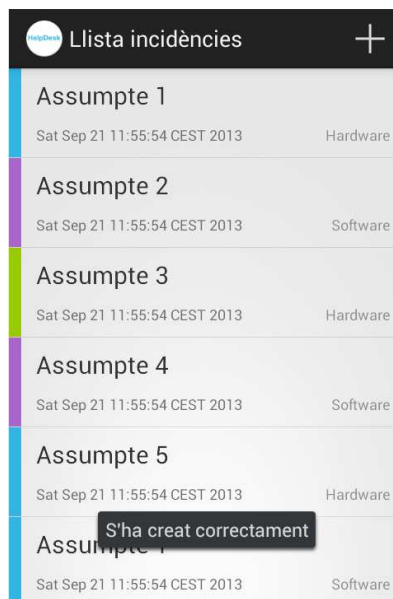 HelpDesk Llista incidències
Assumpte 1
Sat Sep 21 11:55:54 CEST 2013 Hardware
Assumpte 2
Sat Sep 21 11:55:54 CEST 2013 Software
Assumpte 3
Sat Sep 21 11:55:54 CEST 2013 Hardware
Assumpte 4
Sat Sep 21 11:55:54 CEST 2013 Software
Assumpte 5
Sat Sep 21 11:55:54 CEST 2013 Hardware
S'ha creat correctament
Sat Sep 21 11:55:54 CEST 2013 Software